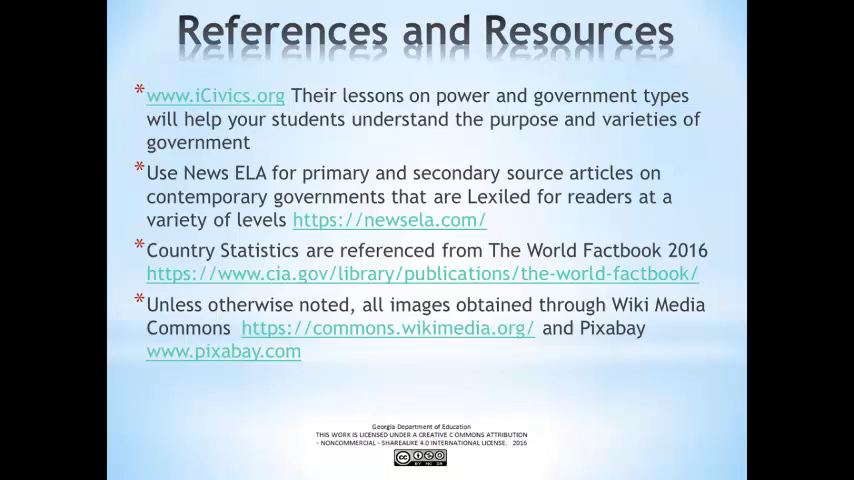 References and Resources
* www.iCivics.org Their lessons on power and government types
will help your students understand the purpose and varieties of
government
* Use News ELA for primary and secondary source articles on
contemporary governments that are Lexiled for readers at a
variety of levels https://newsela.com/
* Country Statistics are referenced from The World Factbook 2016
https://www.cia.gov/library/publications/the-world-factbook/
* Unless otherwise noted, all images obtained through Wiki Media
Commons https://commons.wikimedia.org/ and Pixabay
www.pixabay.com
Georgia Department of Education
THIS WORK IS LICENSED UNDER A CREATIVE C OMMONS ATTRIBUTION
- NONCOMMERCIAL - SHAREALIKE 4.0 INTERNATIONAL LICENSE. 2016
cc
BY NC SA